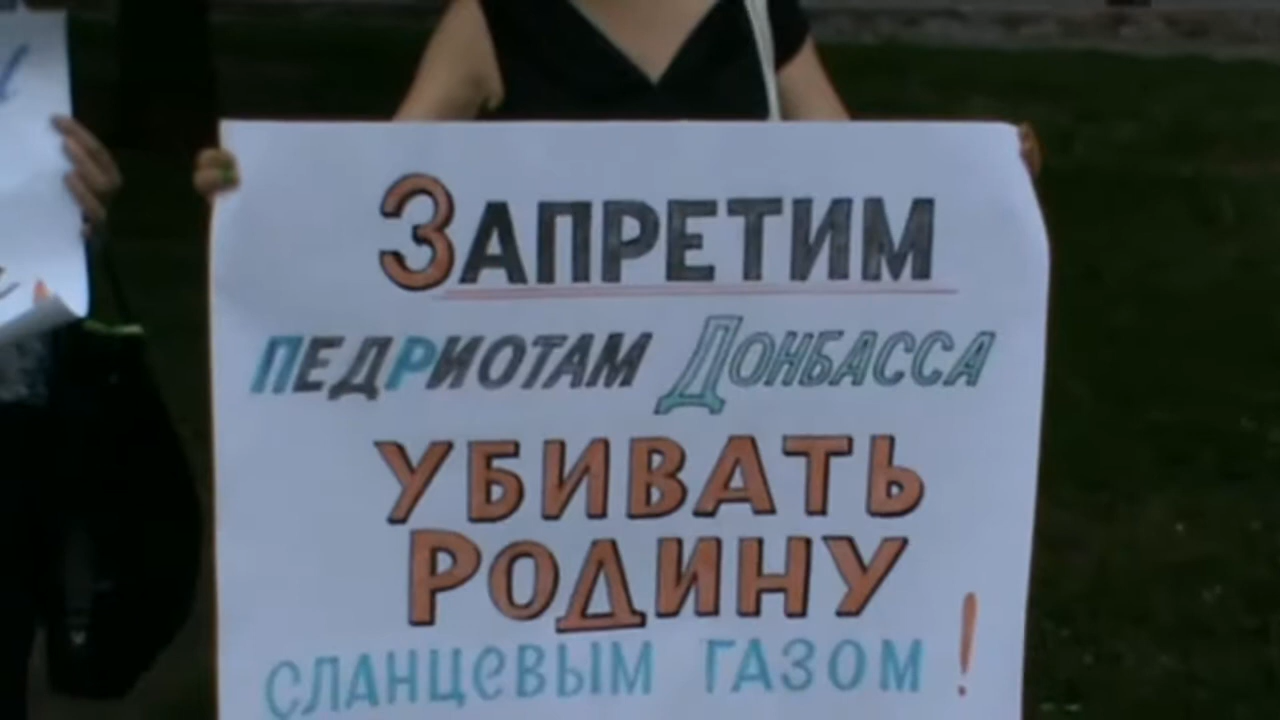 ЗАПРЕТИМ
ПЕДРИОТАМ ДОНБАССА
УБИВАТЬ
РОДИНУ
СЛАНЦЕВЫМ ГАЗОМ!